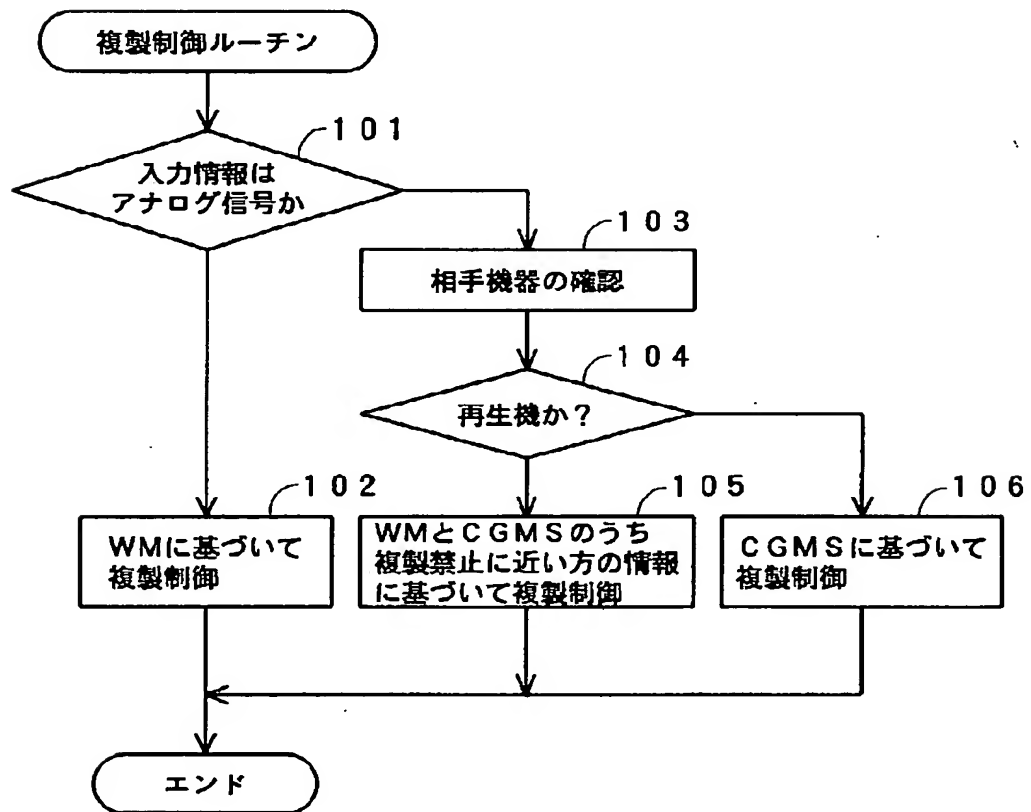 複製制御ルーチン
101
入力情報は
アナログ信号か
103
相手機器の確認
104
再生機か？
102
WMに基づいて
複製制御
105
WMとCGMSのうち
複製禁止に近い方の情報
に基づいて複製制御
106
CGMSに基づいて
複製制御
エンド